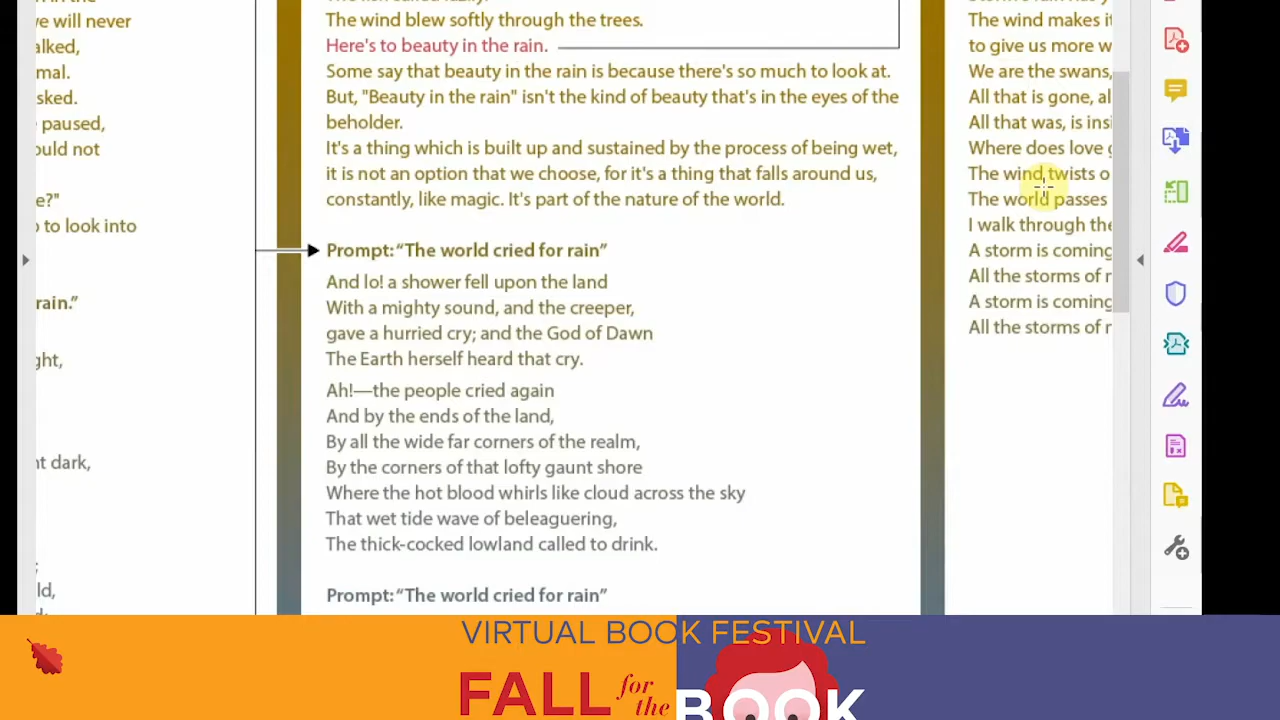 ve will never
alked,
mal.
sked.
paused,
ould not
e?"
to look into
rain."
ght,
nt dark,
ld,
The wind blew softly through the trees.
Here's to beauty in the rain.
Some say that beauty in the rain is because there's so much to look at.
But, "Beauty in the rain" isn't the kind of beauty that's in the eyes of the
beholder.
It's a thing which is built up and sustained by the process of being wet,
it is not an option that we choose, for it's a thing that falls around us,
constantly, like magic. It's part of the nature of the world.
Prompt: “The world cried for rain”
And lo! a shower fell upon the land
With a mighty sound, and the creeper,
gave a hurried cry; and the God of Dawn
The Earth herself heard that cry.
Ah!—the people cried again
And by the ends of the land,
By all the wide far corners of the realm,
By the corners of that lofty gaunt shore
Where the hot blood whirls like cloud across the sky
That wet tide wave of beleaguering,
The thick-cocked lowland called to drink.
Prompt: “The world cried for rain”
The wind makes it
to give us more w
We are the swans,
All that is gone, al
All that was, is insi
Where does love g
The wind twists o
The world passes
I walk through the
A storm is coming
All the storms of r
A storm is coming
All the storms of r
VIRTUAL BOOK FESTIVAL
FALL for the BOOK